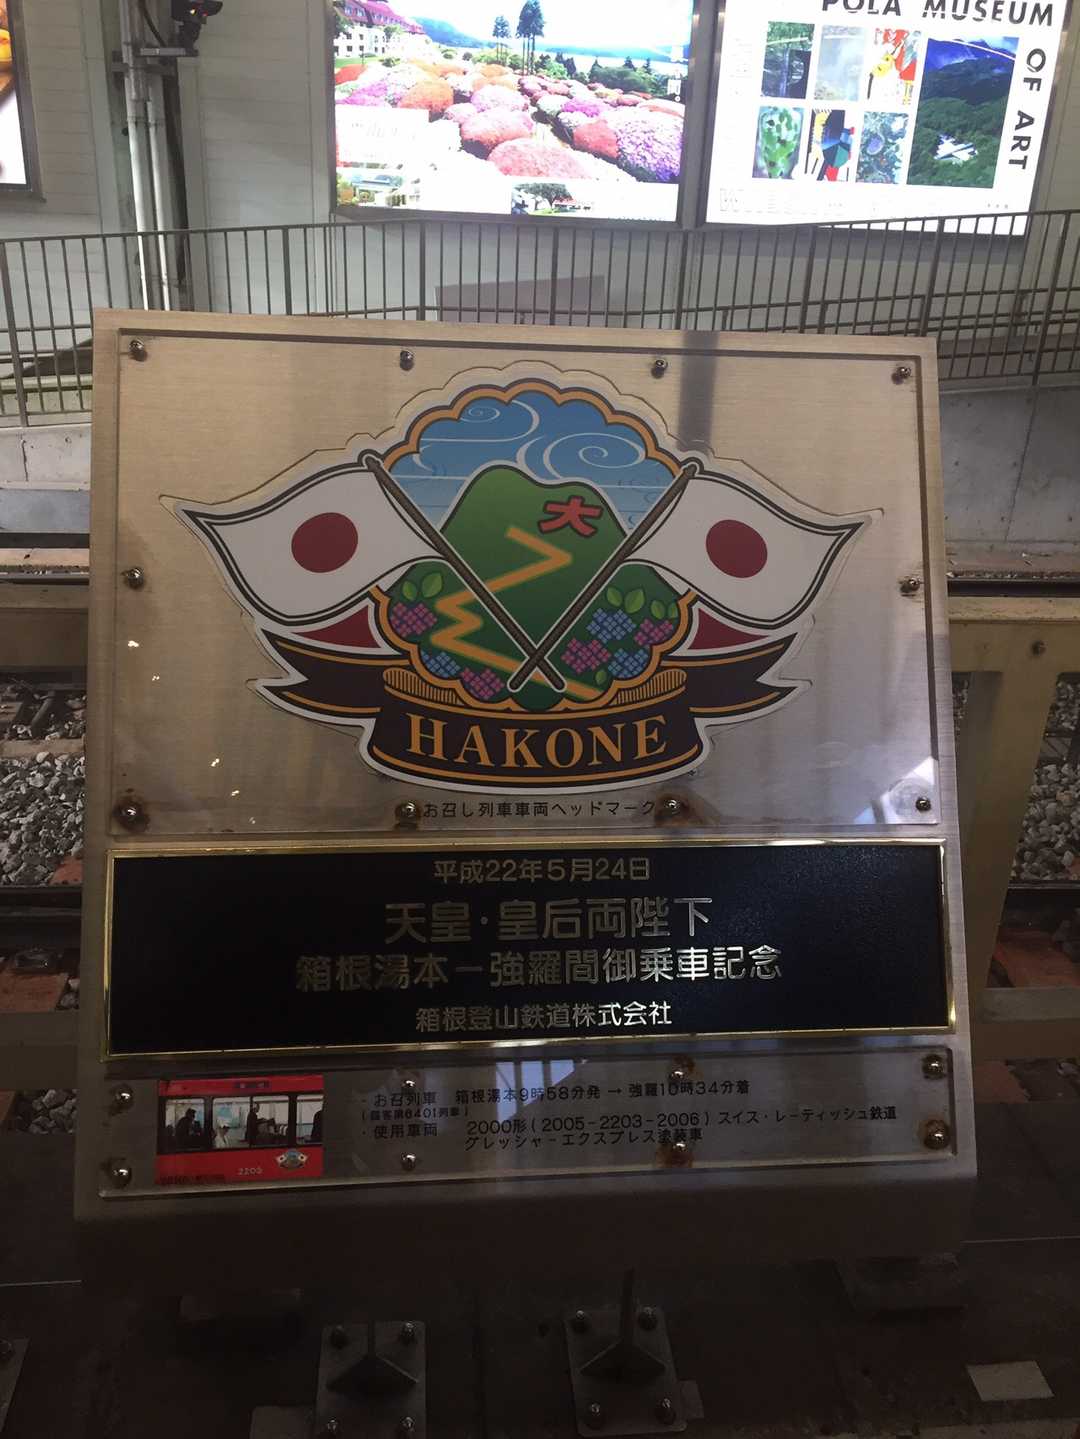 POLA MUSEUM
OF ART
大
HAKONE
お召し列車車両ヘッドマーク
平成22年5月24日
天皇・皇后両陛下
箱根湯本－強羅間御乗車記念
箱根登山鉄道株式会社
・お召列車 箱根湯本9時58分発 → 強羅10時34分着
(臨客第6401列車)
・使用車両 2000形(2005-2203-2006) スイス・レーティッシュ鉄道
グレッシャーエクスプレス塗装車
2203